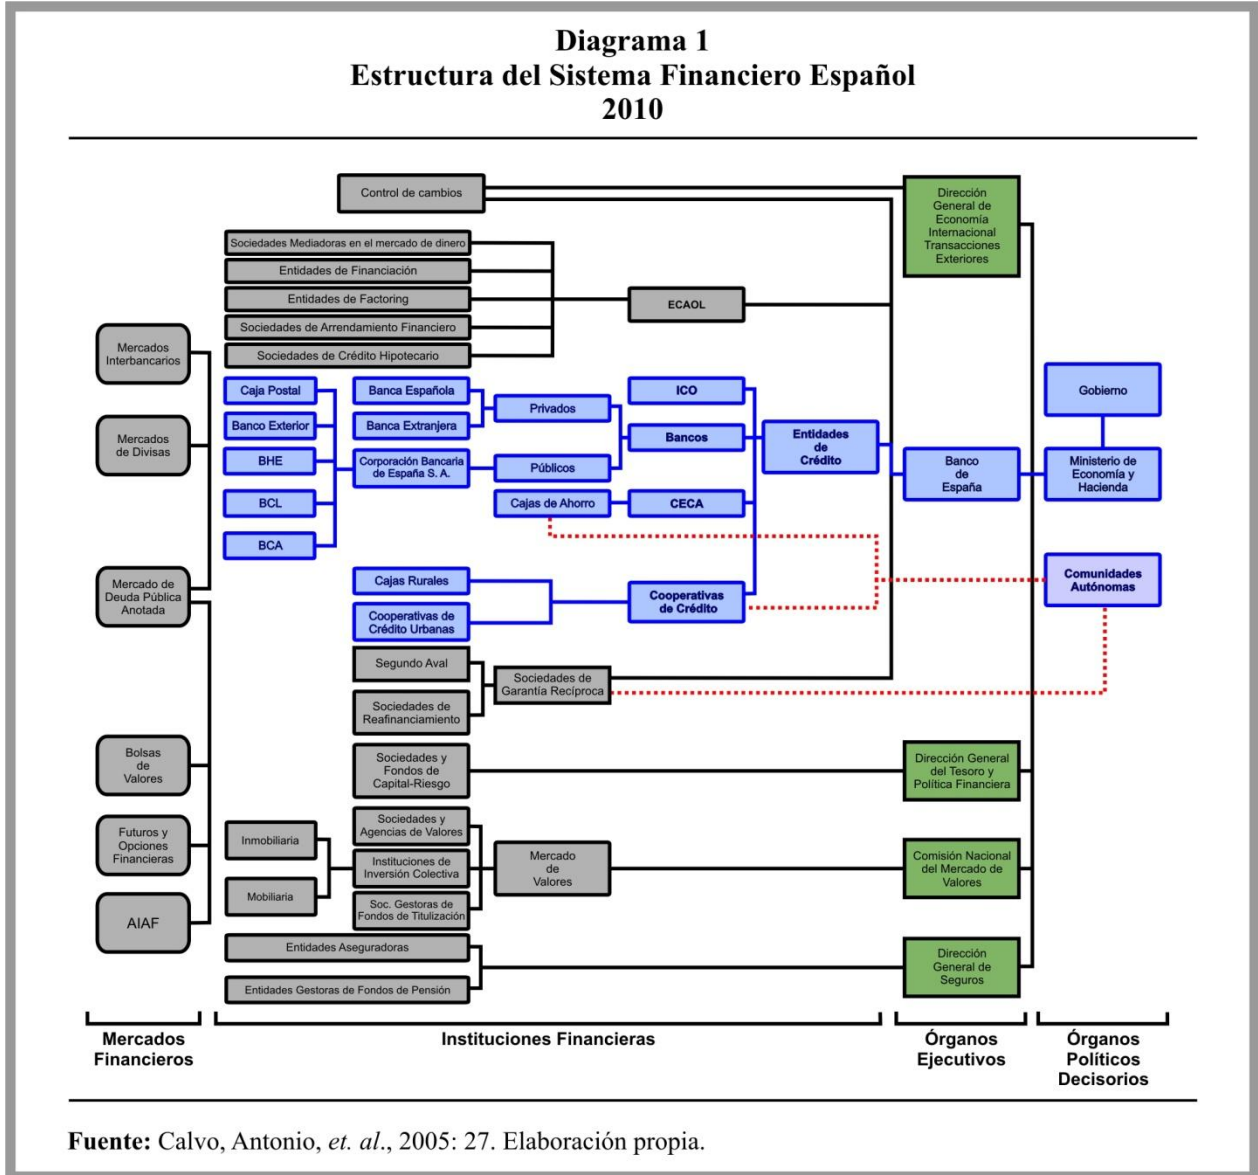 Diagrama 1
Estructura del Sistema Financiero Español
2010
Control de cambios
Dirección
General de
Economía
Internacional
Transacciones
Exteriores
Sociedades Mediadoras en el mercado de dinero
Entidades de Financiación
Entidades de Factoring
Sociedades de Arrendamiento Financiero
Sociedades de Crédito Hipotecario
ECAOL
Mercados
Interbancarios
Mercados
de Divisas
Mercado de
Deuda Pública
Anotada
Bolsas
de
Valores
Futuros y
Opciones
Financieras
AIAF
Caja Postal
Banco Exterior
BHE
BCL
BCA
Banca Española
Banca Extranjera
Corporación Bancaria
de España S. A.
Privados
Públicos
Cajas de Ahorro
ICO
Bancos
CECA
Entidades
de
Crédito
Banco
de
España
Gobierno
Ministerio de
Economía y
Hacienda
Comunidades
Autónomas
Cajas Rurales
Cooperativas de
Crédito Urbanas
Cooperativas
de Crédito
Segundo Aval
Sociedades de
Reafinanciamiento
Sociedades de
Garantía Recíproca
Sociedades y
Fondos de
Capital-Riesgo
Dirección General
del Tesoro y
Política Financiera
Inmobiliaria
Mobiliaria
Sociedades y
Agencias de Valores
Instituciones de
Inversión Colectiva
Soc. Gestoras de
Fondos de Titulización
Mercado
de
Valores
Comisión Nacional
del Mercado de
Valores
Entidades Aseguradoras
Entidades Gestoras de Fondos de Pensión
Dirección
General de
Seguros
Mercados
Financieros
Instituciones Financieras
Órganos
Ejecutivos
Órganos
Políticos
Decisorios
Fuente: Calvo, Antonio, et. al., 2005: 27. Elaboración propia.